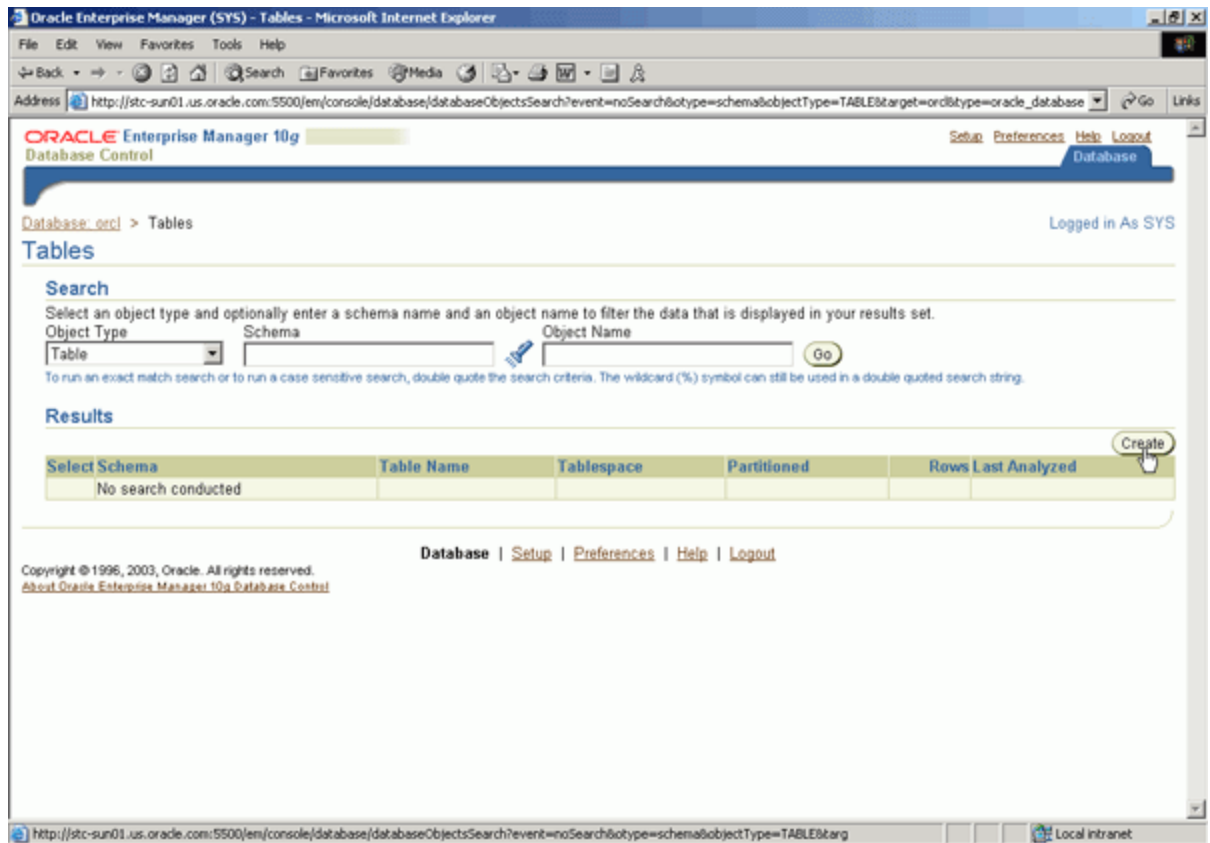 Oracle Enterprise Manager (SYS) - Tables - Microsoft Internet Explorer
File Edit View Favorites Tools Help
Back Search Favorites Media
Address http://stc-sun01.us.oracle.com:5500/em/console/database/databaseObjectsSearch?event=noSearch&otype=schema&objectType=TABLE&target=orcl&type=oracle_database Go Links
ORACLE Enterprise Manager 10g
Setup Preferences Help Logout
Database Control
Database
Database: orcl > Tables
Logged in As SYS
Tables
Search
Select an object type and optionally enter a schema name and an object name to filter the data that is displayed in your results set.
Object Type Schema Object Name
Table Go
To run an exact match search or to run a case sensitive search, double quote the search criteria. The wildcard (%) symbol can still be used in a double quoted search string.
Results
Create
Select Schema Table Name Tablespace Partitioned Rows Last Analyzed
No search conducted
Database | Setup | Preferences | Help | Logout
Copyright © 1996, 2003, Oracle. All rights reserved.
About Oracle Enterprise Manager 10g Database Control
http://stc-sun01.us.oracle.com:5500/em/console/database/databaseObjectsSearch?event=noSearch&otype=schema&objectType=TABLE&targ Local intranet